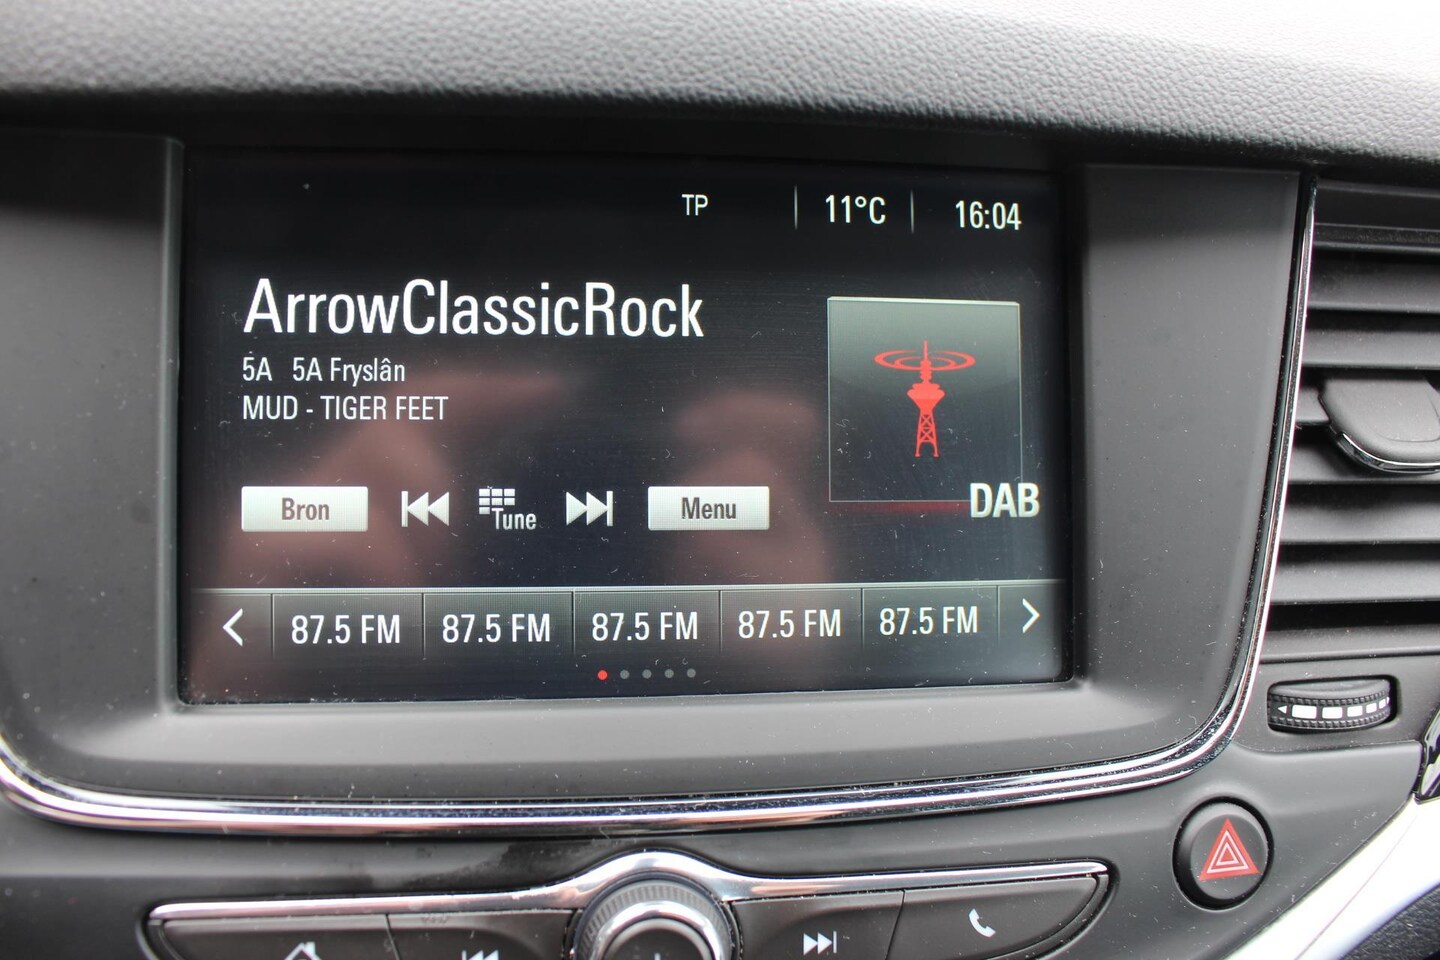 TP 11°C 16:04
ArrowClassicRock
5A 5A Fryslân
MUD - TIGER FEET
Bron Tune Menu
DAB
87.5 FM 87.5 FM 87.5 FM 87.5 FM 87.5 FM